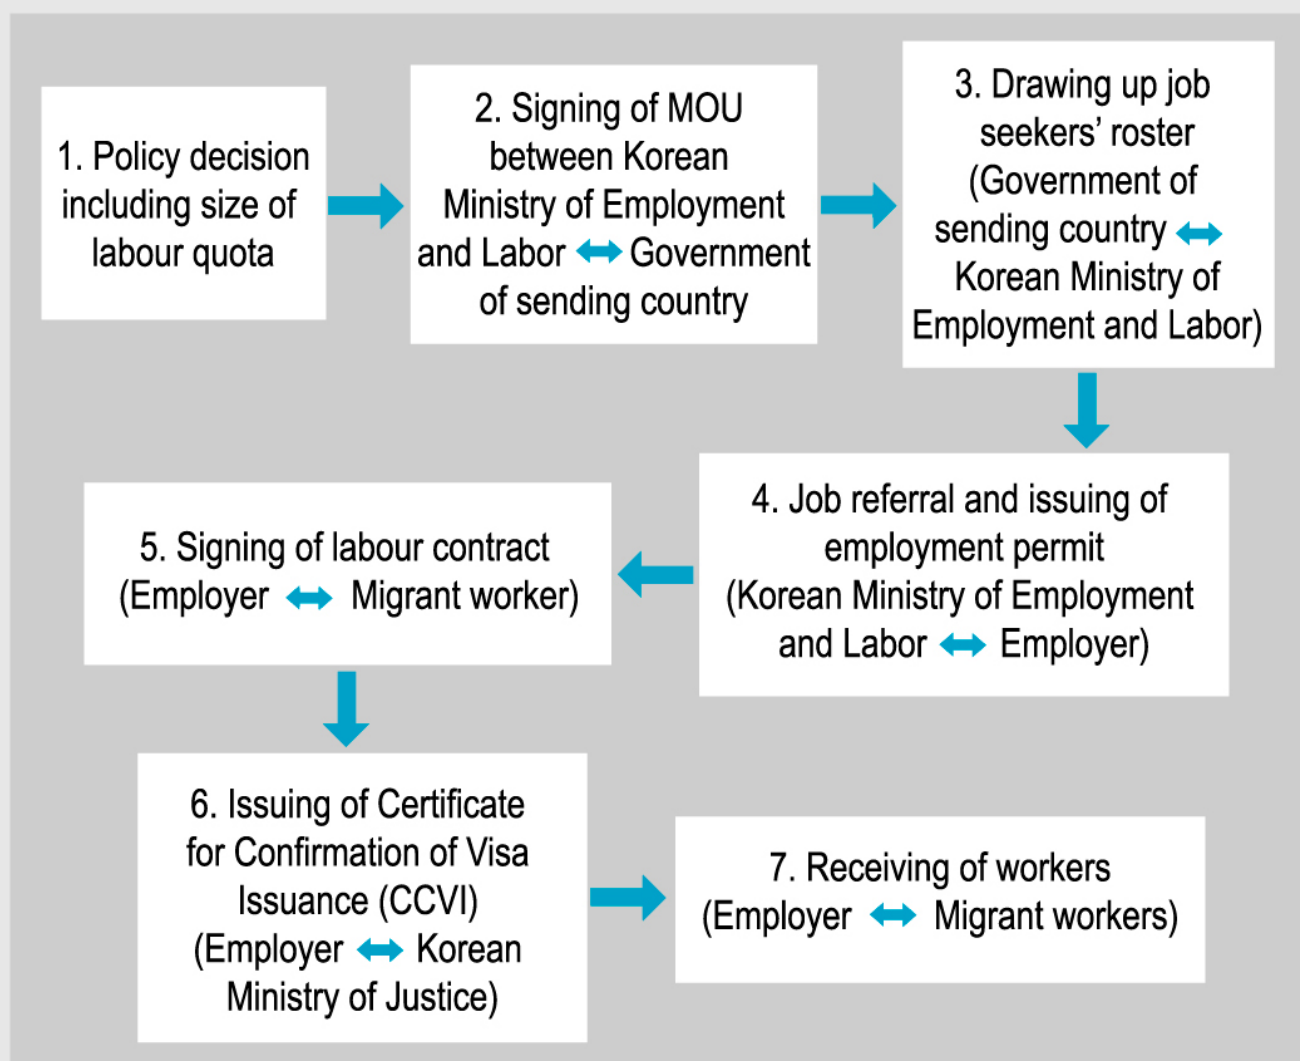 1. Policy decision
including size of
labour quota
2. Signing of MOU
between Korean
Ministry of Employment
and Labor ↔ Government
of sending country
3. Drawing up job
seekers’ roster
(Government of
sending country ↔
Korean Ministry of
Employment and Labor)
4. Job referral and issuing of
employment permit
(Korean Ministry of Employment
and Labor ↔ Employer)
5. Signing of labour contract
(Employer ↔ Migrant worker)
6. Issuing of Certificate
for Confirmation of Visa
Issuance (CCVI)
(Employer ↔ Korean
Ministry of Justice)
7. Receiving of workers
(Employer ↔ Migrant workers)